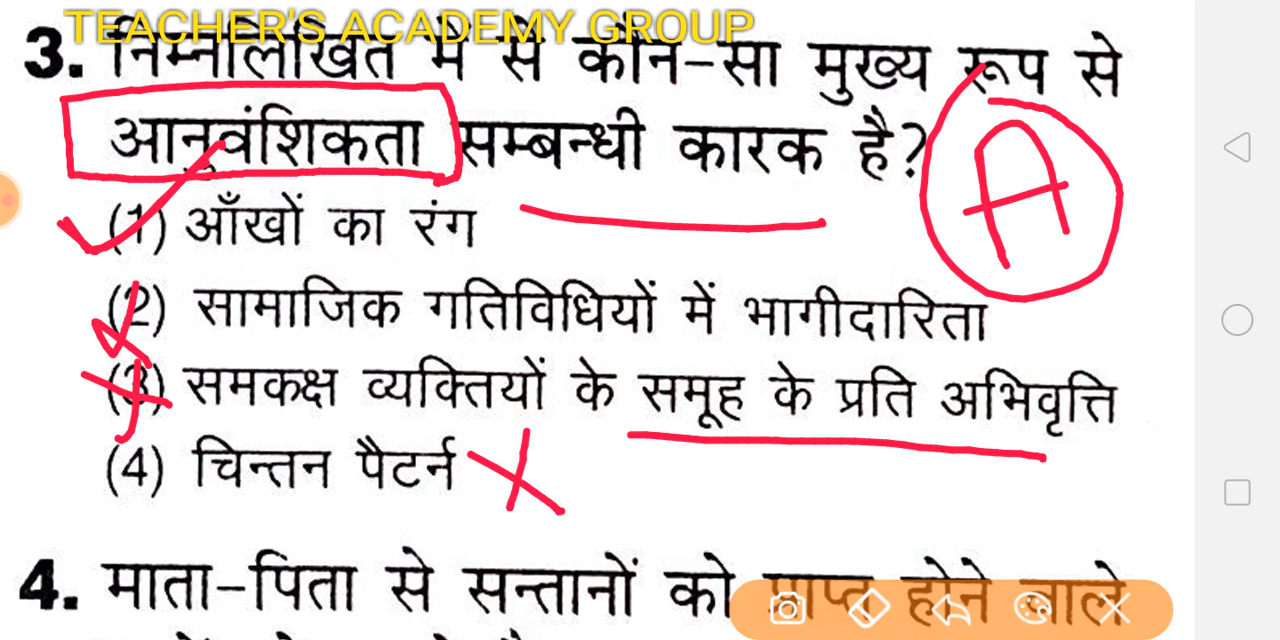 TEACHER'S ACADEMY GROUP
3. निम्नलिखित में से कौन-सा मुख्य रूप से
आनुवंशिकता सम्बन्धी कारक है?
A
(1) आँखों का रंग
(2) सामाजिक गतिविधियों में भागीदारिता
(3) समकक्ष व्यक्तियों के समूह के प्रति अभिवृत्ति
(4) चिन्तन पैटर्न
4. माता-पिता से सन्तानों को प्राप्त होने वाले